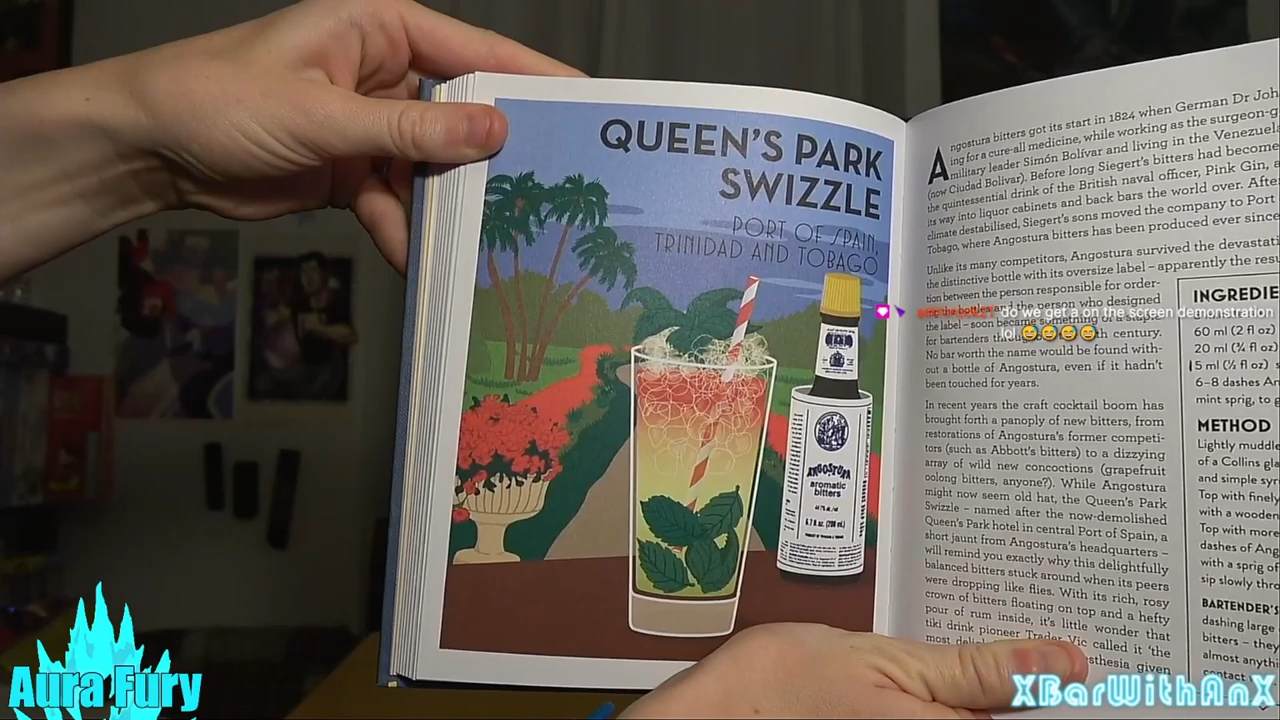 QUEEN'S PARK
SWIZZLE
PORT OF SPAIN,
TRINIDAD AND TOBAGO
ANGOSTURA
aromatic
bitters
Angostura bitters got its start in 1824 when German Dr Joh
ing for a cure-all medicine, while working as the surgeon-g
military leader Simón Bolívar and living in the Venezuel
(now Ciudad Bolívar). Before long Siegert's bitters had become
the quintessential drink of the British naval officer, Pink Gin,
its way into liquor cabinets and back bars the world over. Afte
climate destabilised, Siegert's sons moved the company to Port
Tobago, where Angostura bitters has been produced ever since
Unlike its many competitors, Angostura survived the devastati
the distinctive bottle with its oversize label – apparently the resu
tion between the person responsible for order-
ing the bottles and the person who designed
the label – soon became something of a
for bartenders century.
No bar worth the name would be found with-
out a bottle of Angostura, even if it hadn't
been touched for years.
In recent years the craft cocktail boom has
brought forth a panoply of new bitters, from
restorations of Angostura's former competi-
tors (such as Abbott's bitters) to a dizzying
array of wild new concoctions (grapefruit
oolong bitters, anyone?). While Angostura
might now seem old hat, the Queen's Park
Swizzle – named after the now-demolished
Queen's Park hotel in central Port of Spain, a
short jaunt from Angostura's headquarters –
will remind you exactly why this delightfully
balanced bitters stuck around when its peers
were dropping like flies. With its rich, rosy
crown of bitters floating on top and a hefty
pour of rum inside, it's little wonder that
tiki drink pioneer Trader Vic called it 'the
most given
INGREDIE
60 ml (2 fl oz)
20 ml (¾ fl oz)
15 ml (½ fl oz) s
6–8 dashes An
mint sprig, to g
METHOD
Lightly muddle
of a Collins gla
and simple syr
Top with finel
with a wooden
Top with more
dashes of Ang
with a sprig of
sip slowly thro
BARTENDER'S
dashing large
bitters – they
almost anythin
contact
do we get a on the screen demonstration
lol 😄😄😄😄
Aura Fury
XBarWithAnX